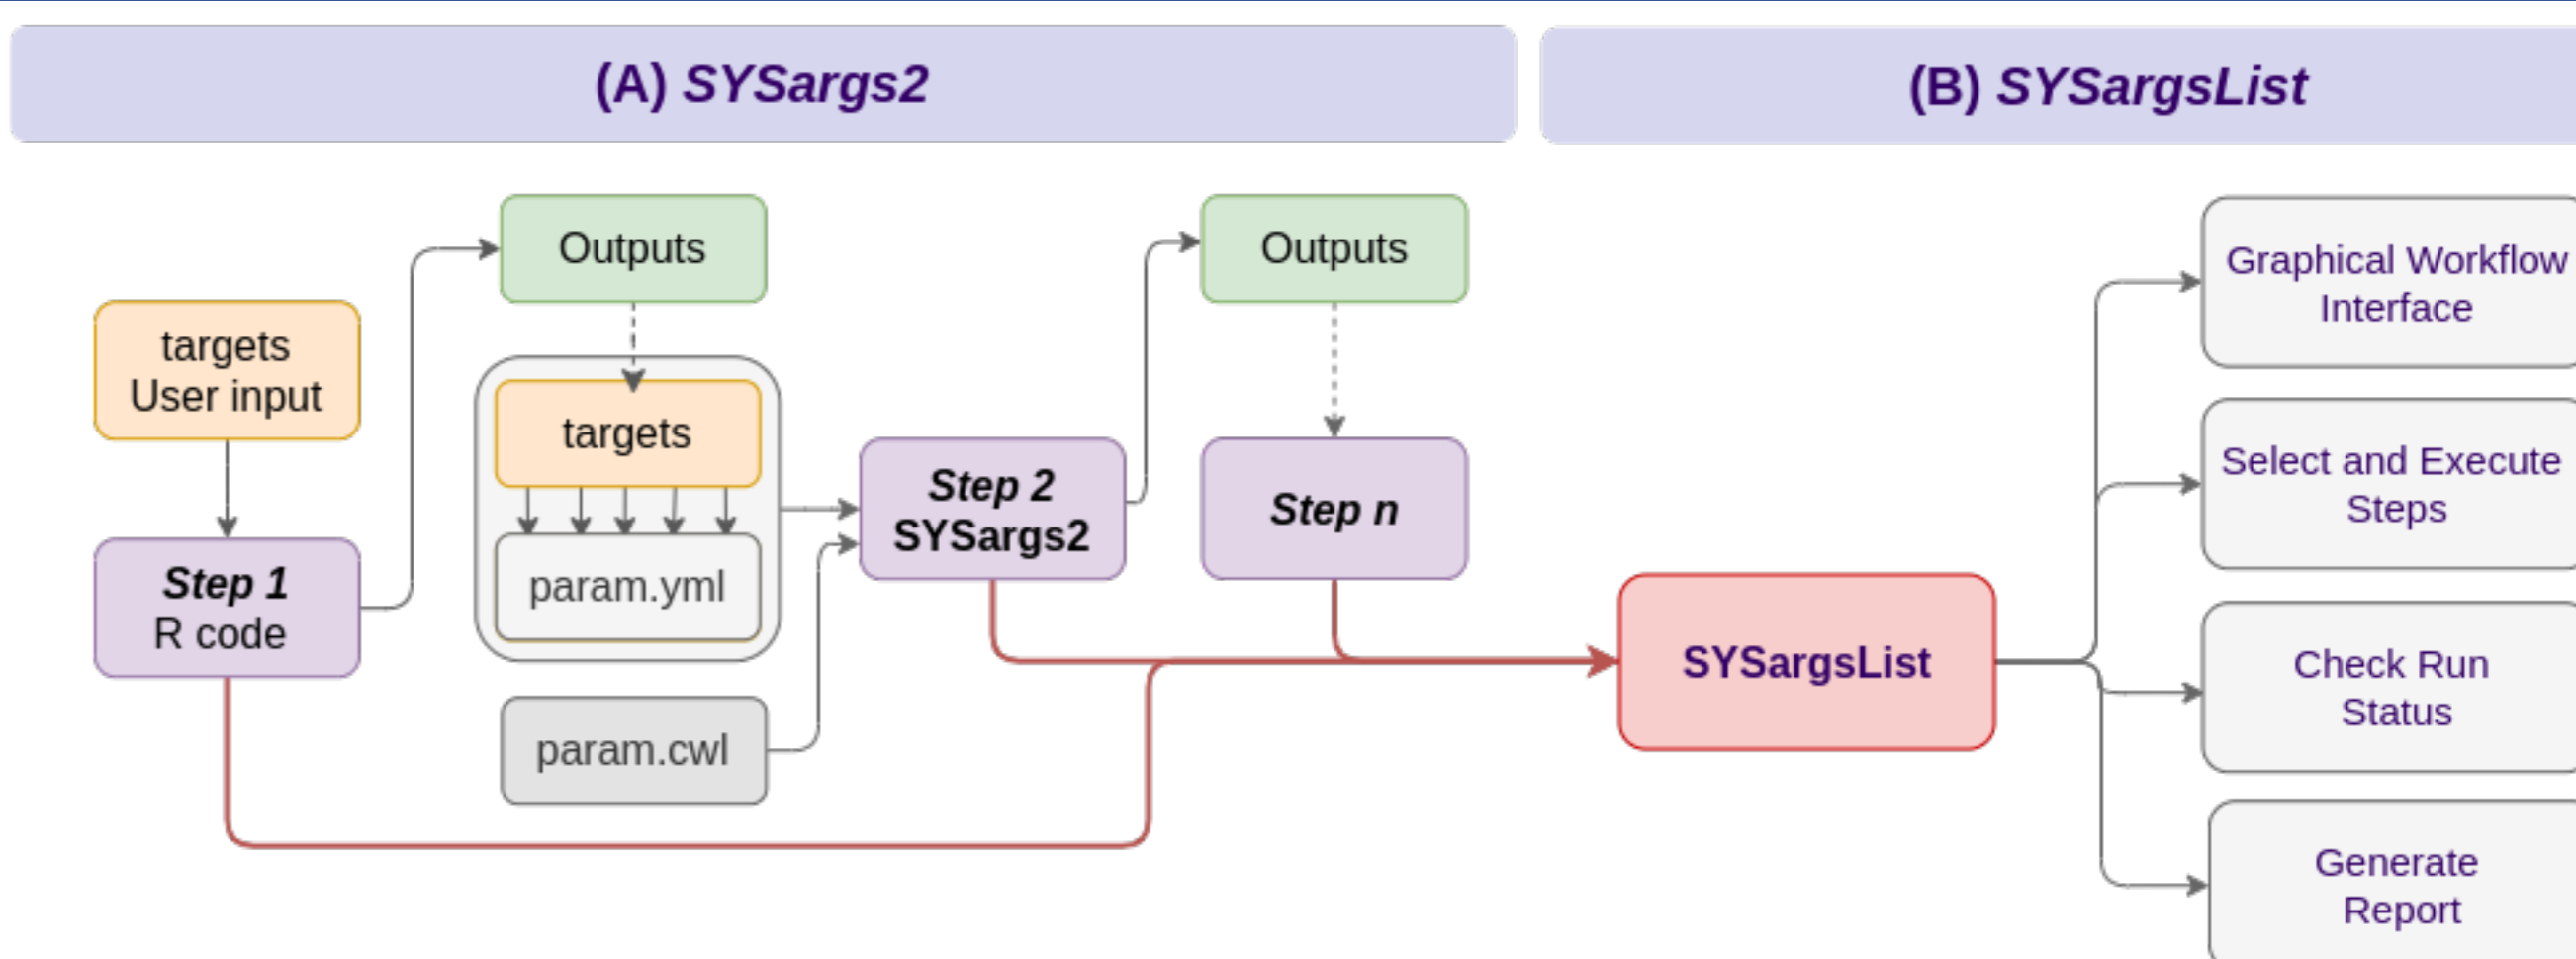 (A) SYSargs2
(B) SYSargsList
targets
User input
Step 1
R code
Outputs
targets
param.yml
param.cwl
Step 2
SYSargs2
Outputs
Step n
SYSargsList
Graphical Workflow
Interface
Select and Execute
Steps
Check Run
Status
Generate
Report